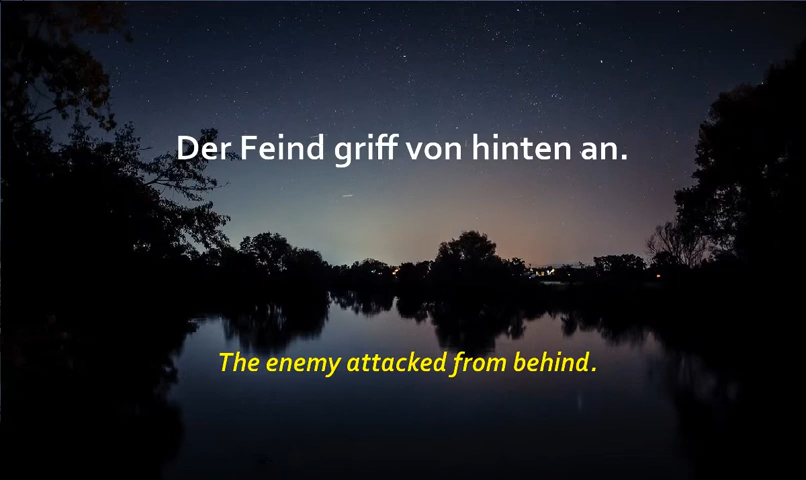 Der Feind griff von hinten an.
The enemy attacked from behind.